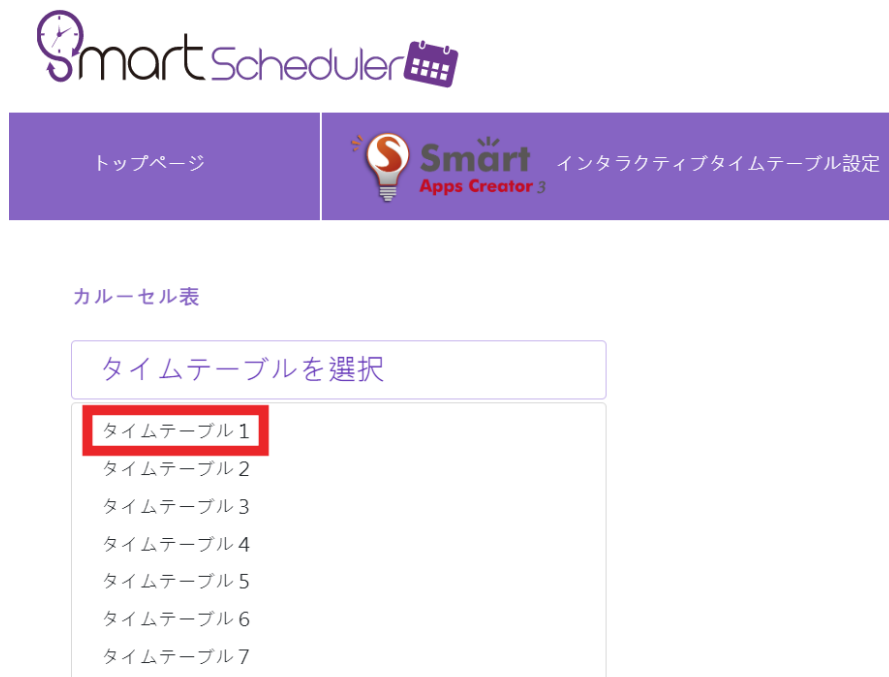 Smart Scheduler
トップページ
Smart
Apps Creator 3
インタラクティブタイムテーブル設定
カルーセル表
タイムテーブルを選択
タイムテーブル1
タイムテーブル2
タイムテーブル3
タイムテーブル4
タイムテーブル5
タイムテーブル6
タイムテーブル7